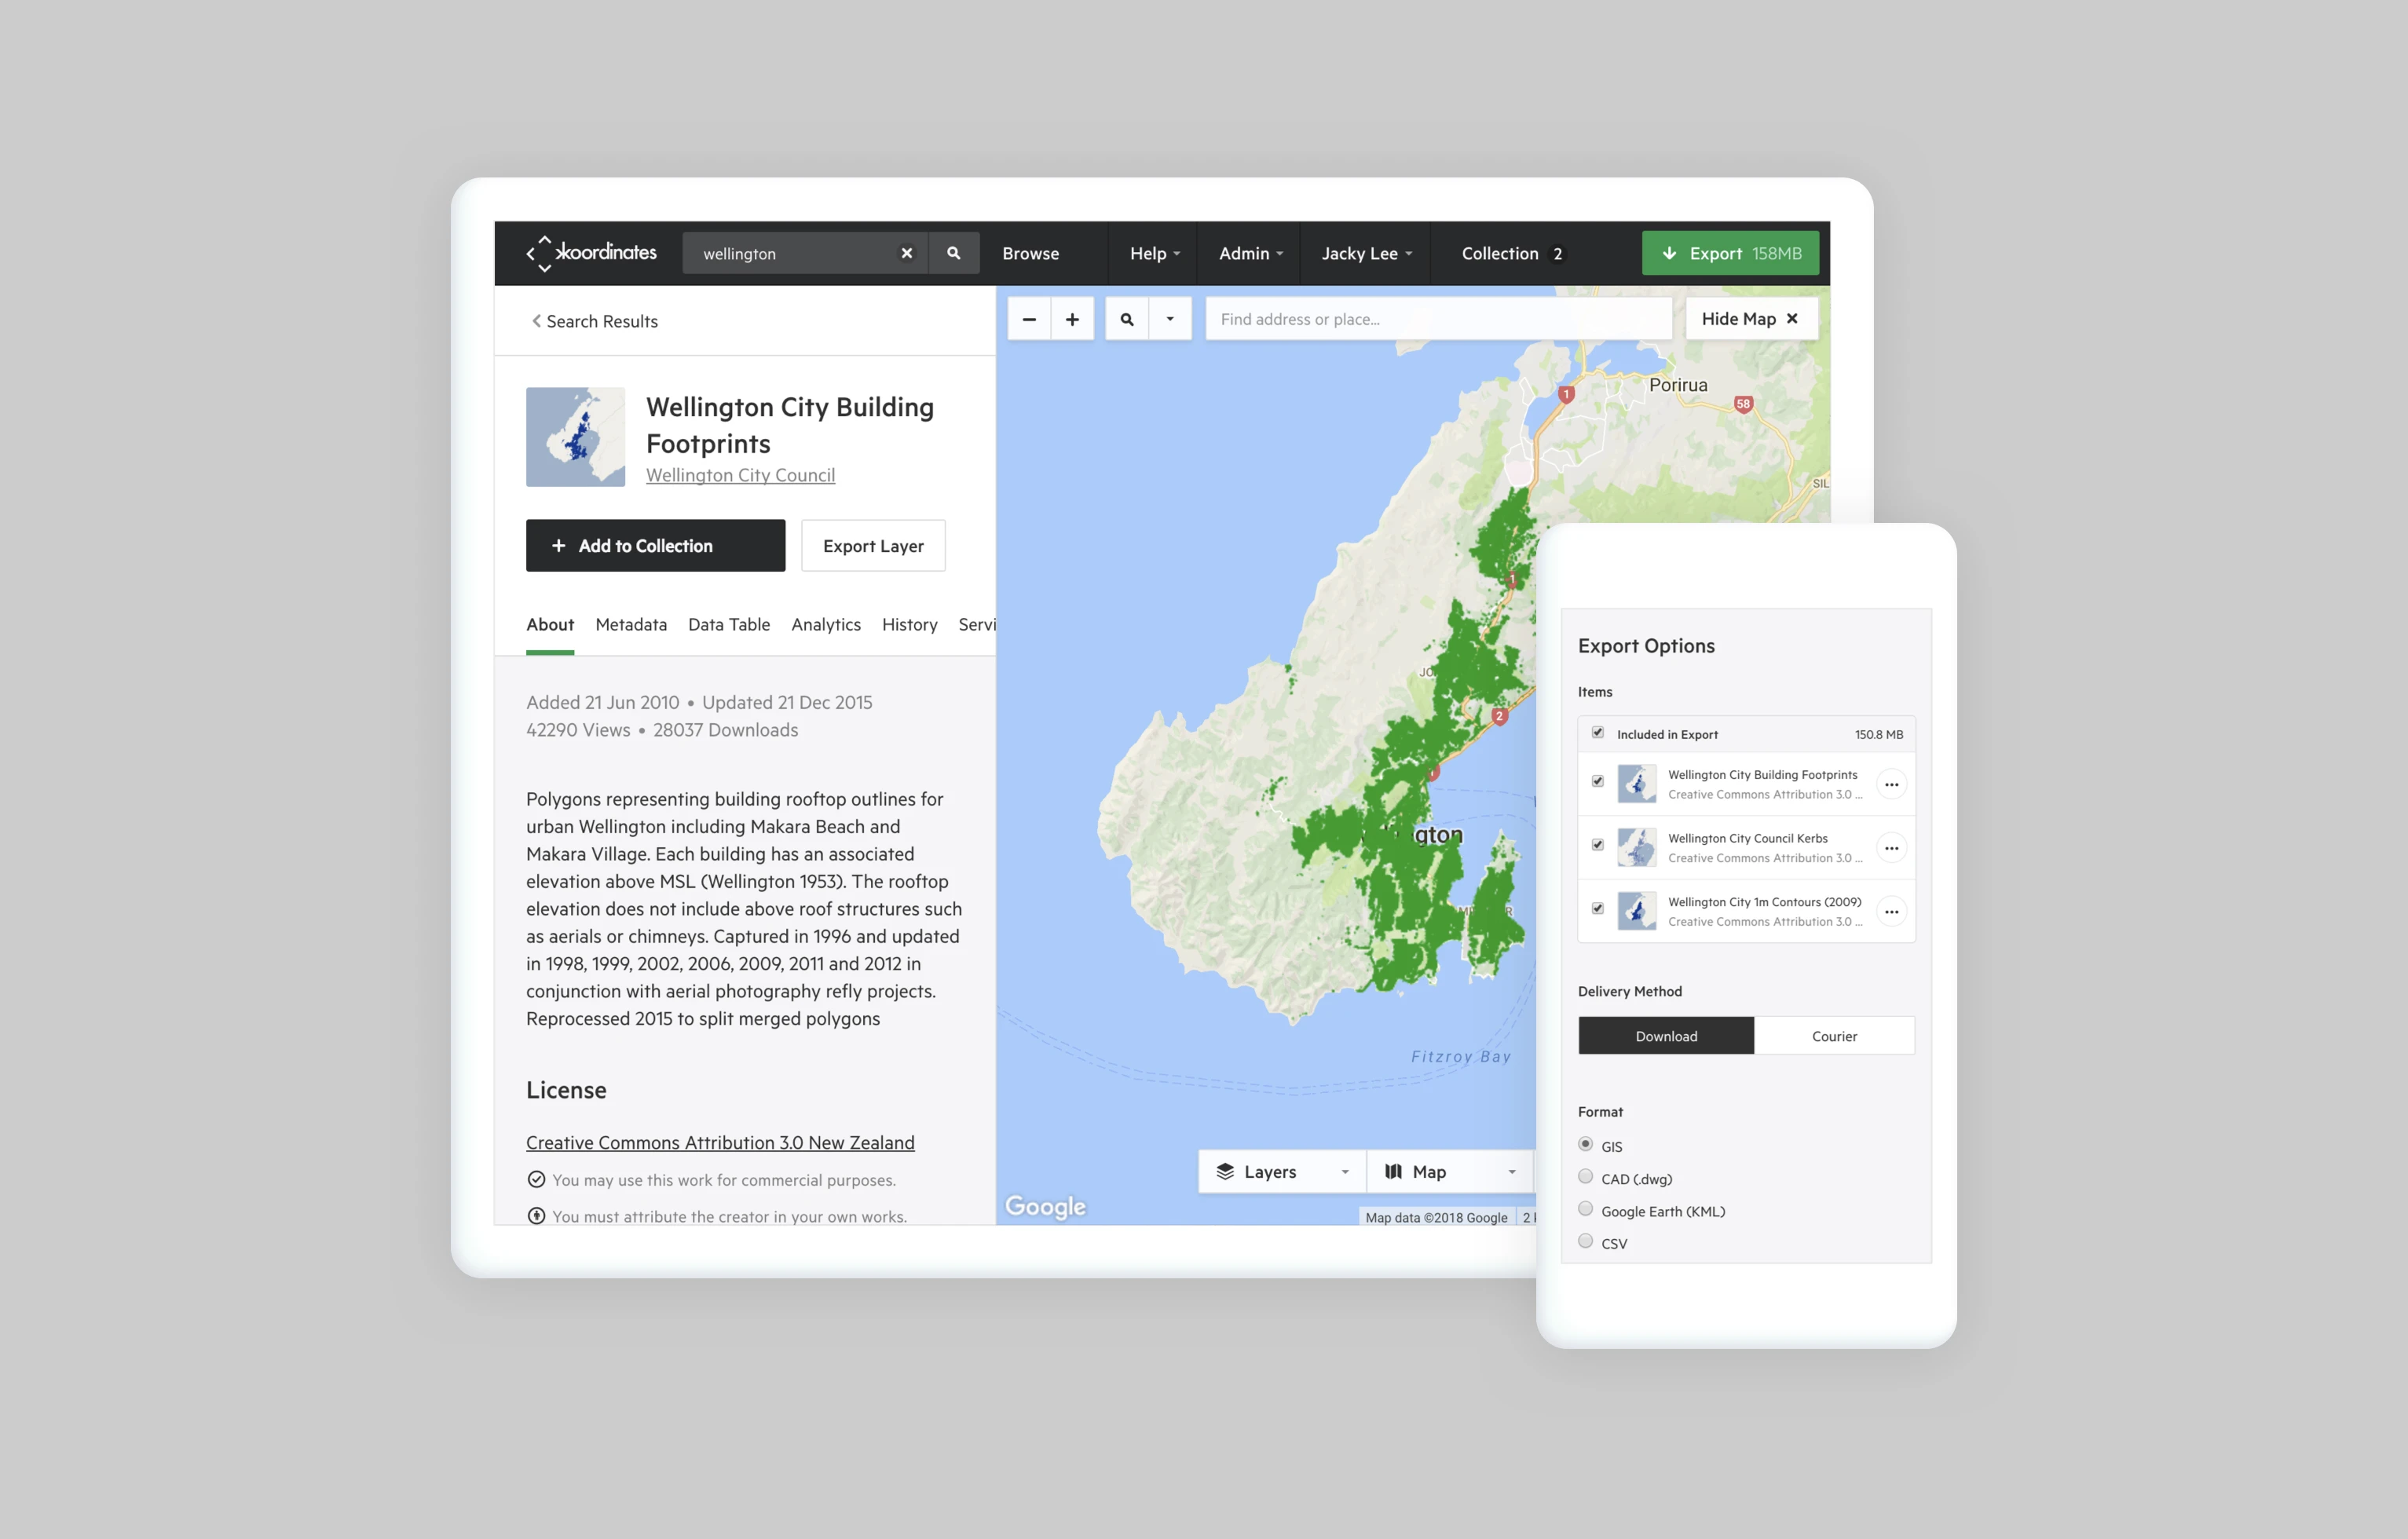 koordinates
wellington
Browse
Help
Admin
Jacky Lee
Collection 2
Export 158MB
Search Results
Wellington City Building
Footprints
Wellington City Council
+ Add to Collection
Export Layer
About Metadata Data Table Analytics History Servi
Added 21 Jun 2010 • Updated 21 Dec 2015
42290 Views • 28037 Downloads
Polygons representing building rooftop outlines for
urban Wellington including Makara Beach and
Makara Village. Each building has an associated
elevation above MSL (Wellington 1953). The rooftop
elevation does not include above roof structures such
as aerials or chimneys. Captured in 1996 and updated
in 1998, 1999, 2002, 2006, 2009, 2011 and 2012 in
conjunction with aerial photography refly projects.
Reprocessed 2015 to split merged polygons
License
Creative Commons Attribution 3.0 New Zealand
You may use this work for commercial purposes.
You must attribute the creator in your own works.
Find address or place...
Hide Map
Porirua
1
58
SIL
1
JO
2
1
gton
Fitzroy Bay
Layers
Map
Google
Map data ©2018 Google
2
Export Options
Items
Included in Export 150.8 MB
Wellington City Building Footprints
Creative Commons Attribution 3.0 ...
Wellington City Council Kerbs
Creative Commons Attribution 3.0 ...
Wellington City 1m Contours (2009)
Creative Commons Attribution 3.0 ...
Delivery Method
Download
Courier
Format
GIS
CAD (.dwg)
Google Earth (KML)
CSV